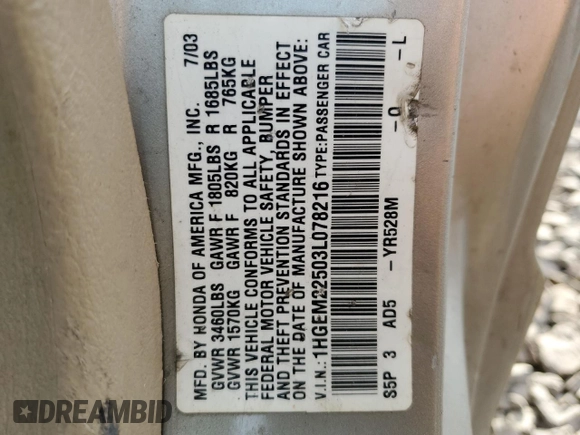 MFD. BY HONDA OF AMERICA MFG., INC. 7/03
GVWR 3460LBS GAWR F 1805LBS R 1685LBS
GVWR 1570KG GAWR F 820KG R 765KG
THIS VEHICLE CONFORMS TO ALL APPLICABLE
FEDERAL MOTOR VEHICLE SAFETY, BUMPER
AND THEFT PREVENTION STANDARDS IN EFFECT
ON THE DATE OF MANUFACTURE SHOWN ABOVE:
V.I.N.: 1HGEM22503L078216 TYPE: PASSENGER CAR
S5P 3 AD5 - YR528M -Q -L
DREAMBID